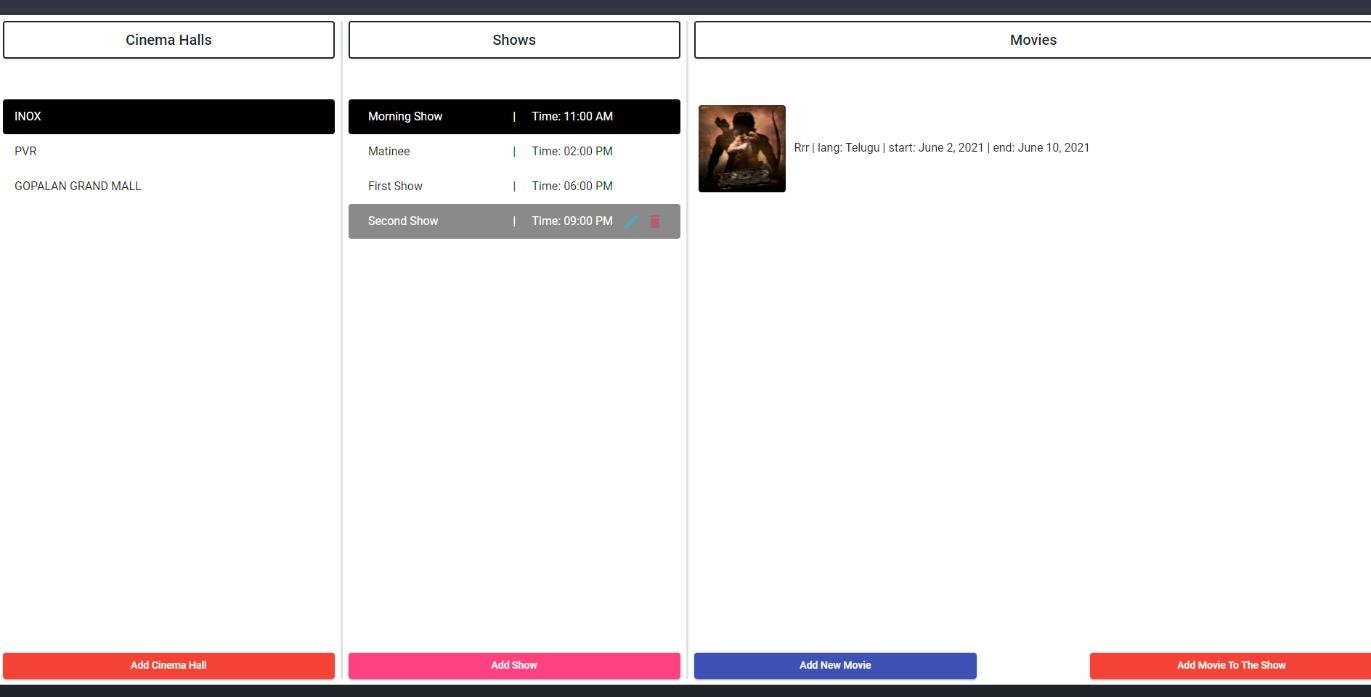 Cinema Halls
Shows
Movies
INOX
PVR
GOPALAN GRAND MALL
Morning Show | Time: 11:00 AM
Matinee | Time: 02:00 PM
First Show | Time: 06:00 PM
Second Show | Time: 09:00 PM
Rrr | lang: Telugu | start: June 2, 2021 | end: June 10, 2021
Add Cinema Hall
Add Show
Add New Movie
Add Movie To The Show